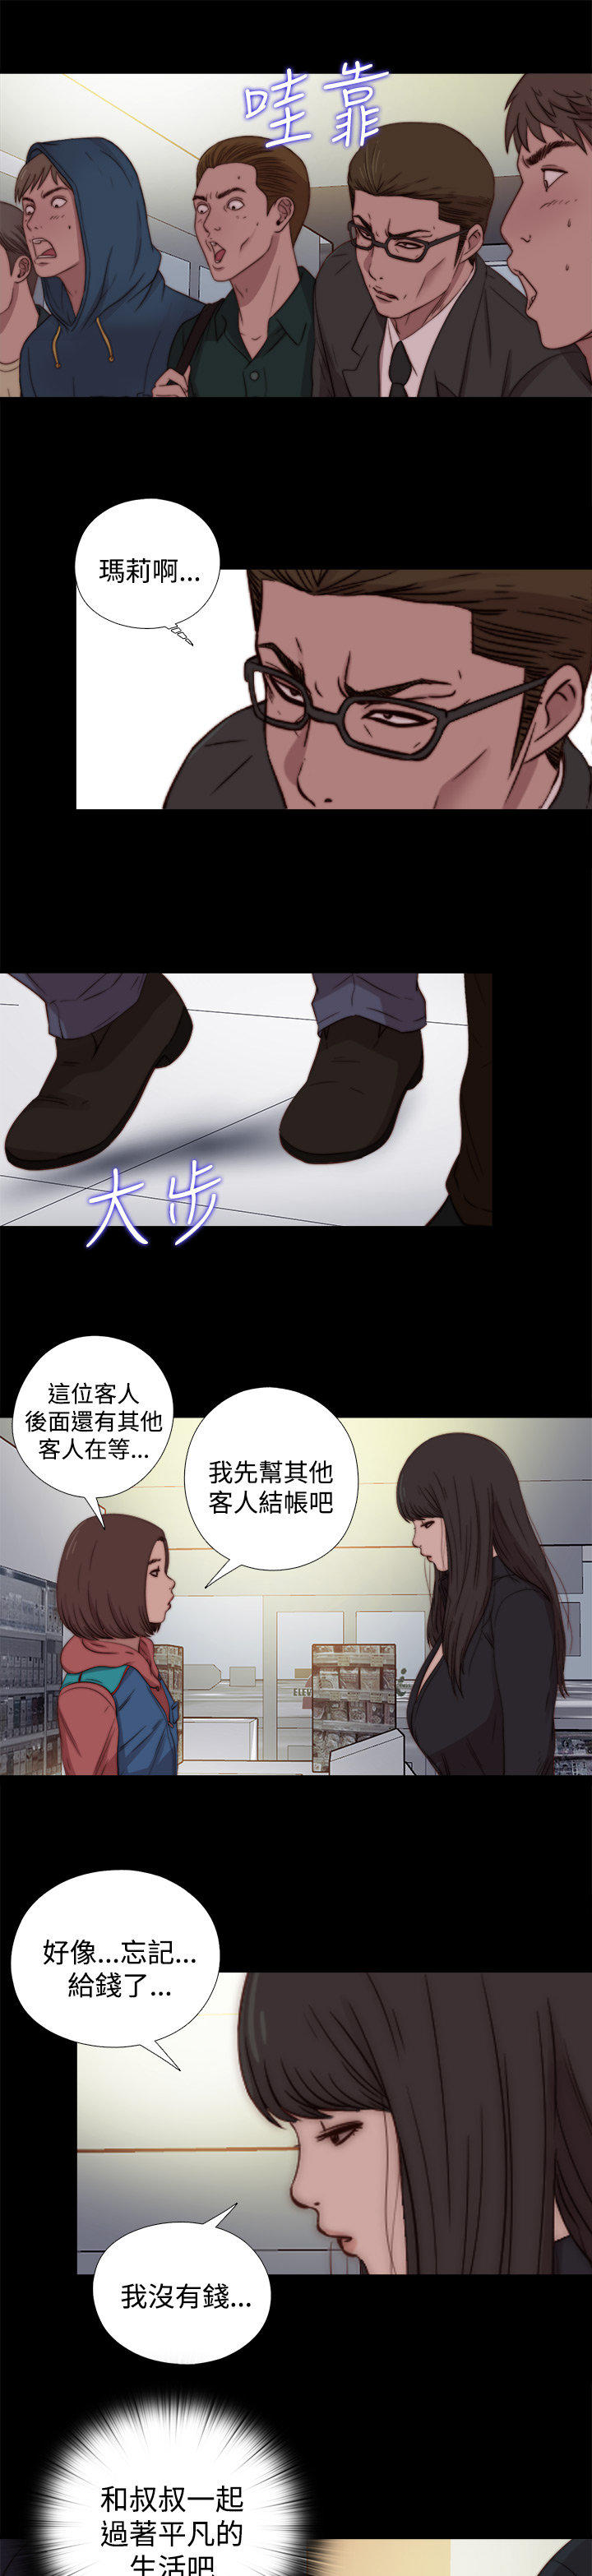 哇靠
瑪莉啊...
大步
這位客人
後面還有其他
客人在等...
我先幫其他
客人結帳吧
ELEV
好像...忘記...
給錢了...
我沒有錢...
和叔叔一起
過著平凡的
生活吧